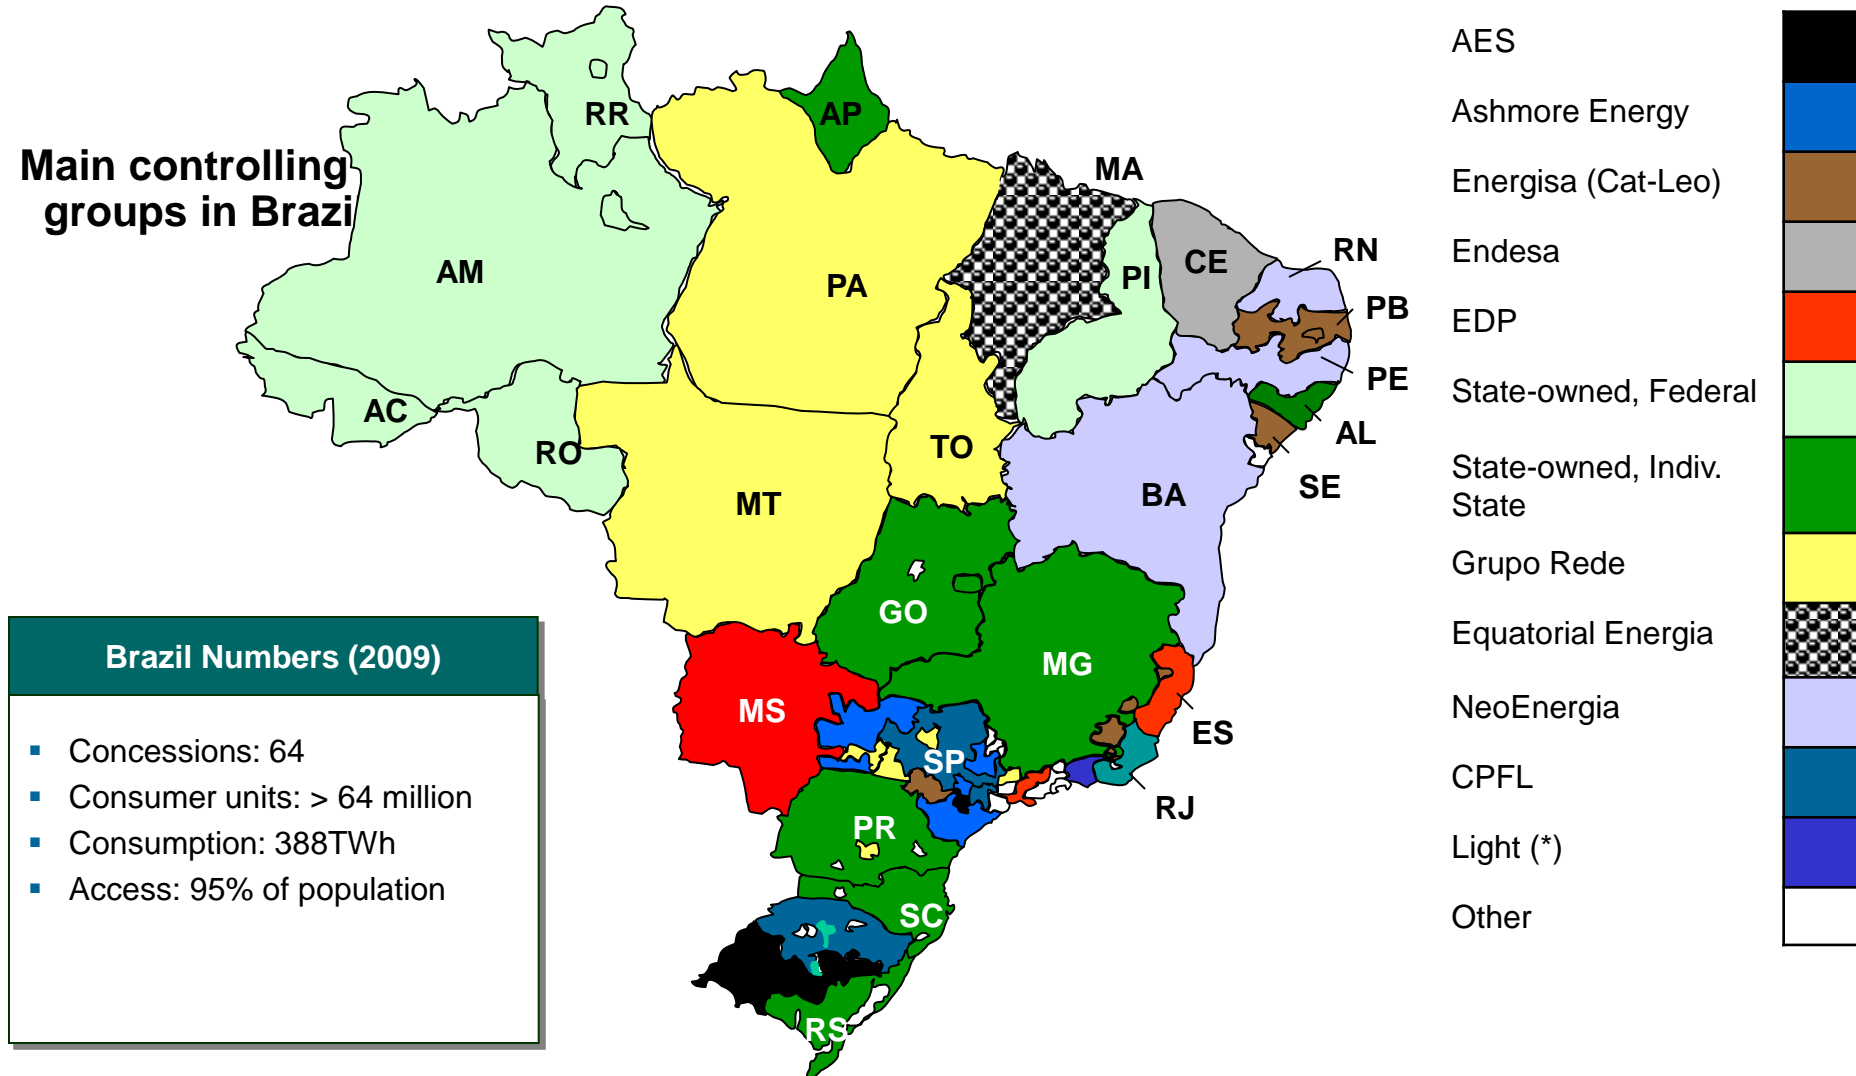 Main controlling
groups in Brazi
RR
AP
MA
AM
PA
PI
CE
RN
PB
PE
AC
RO
TO
AL
MT
BA
SE
GO
MG
MS
ES
SP
RJ
PR
SC
RS
AES
Ashmore Energy
Energisa (Cat-Leo)
Endesa
EDP
State-owned, Federal
State-owned, Indiv.
State
Grupo Rede
Equatorial Energia
NeoEnergia
CPFL
Light (*)
Other
Brazil Numbers (2009)
▪ Concessions: 64
▪ Consumer units: > 64 million
▪ Consumption: 388TWh
▪ Access: 95% of population